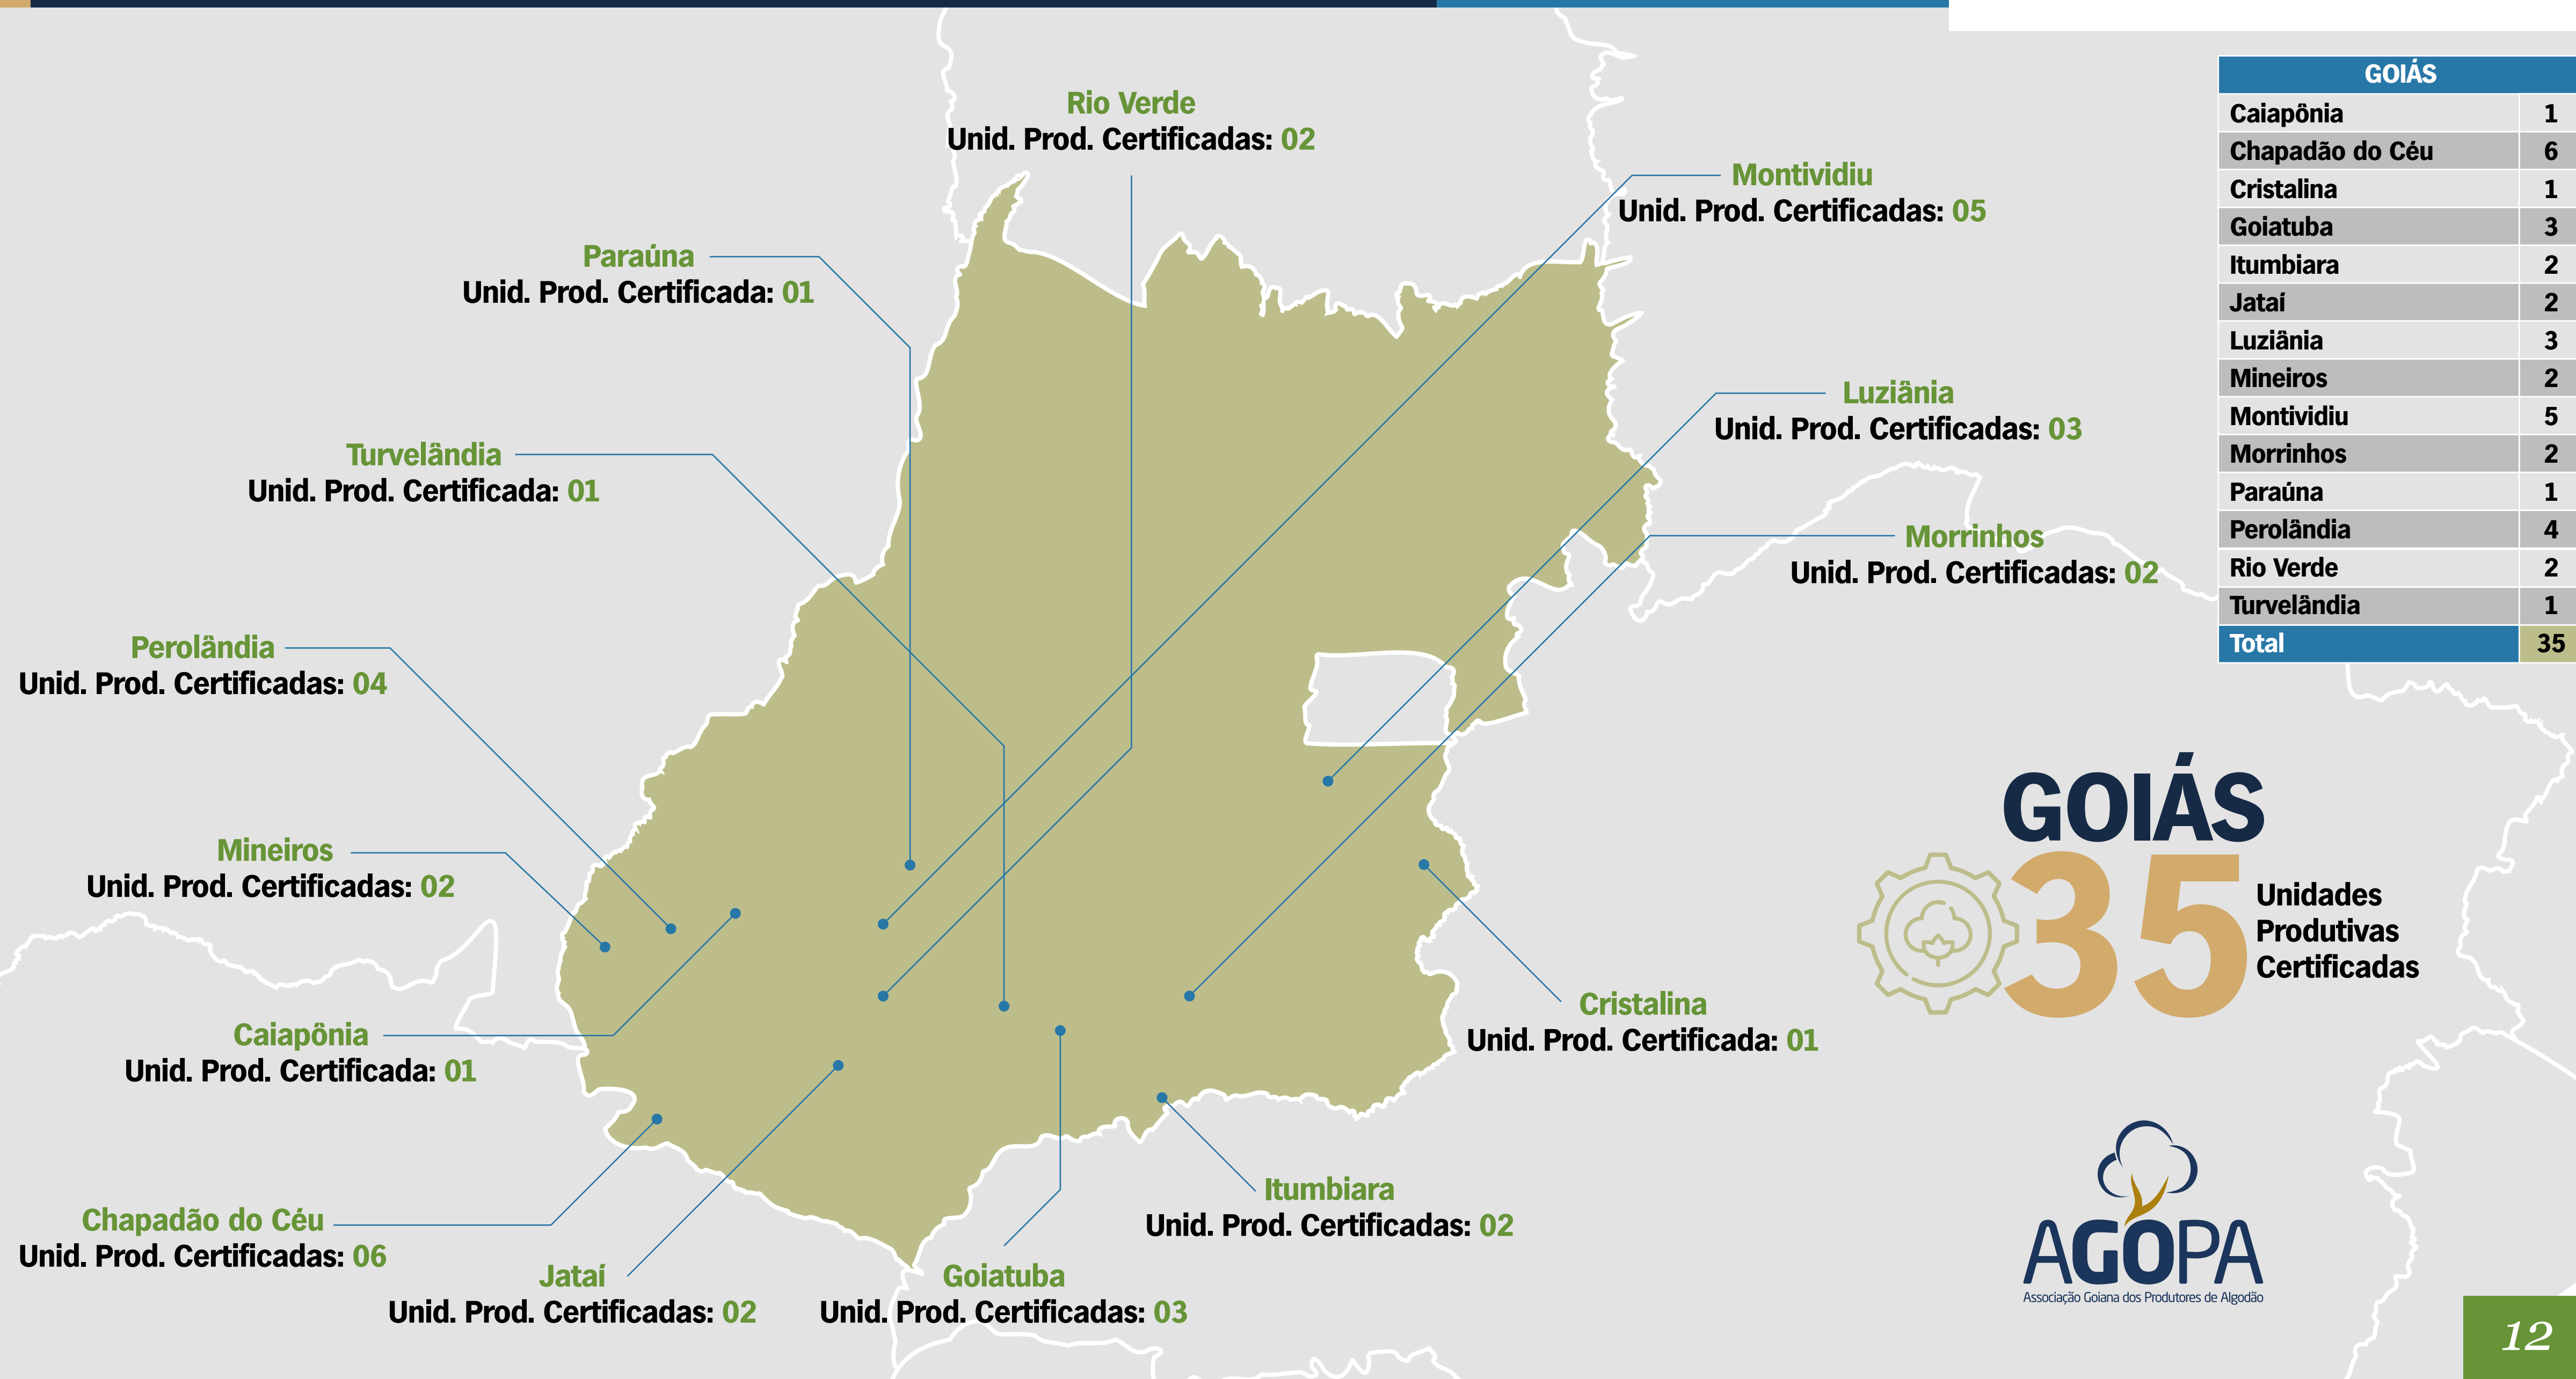 Rio Verde
Unid. Prod. Certificadas: 02
Montividiu
Unid. Prod. Certificadas: 05
Paraúna
Unid. Prod. Certificada: 01
Luziânia
Unid. Prod. Certificadas: 03
Turvelândia
Unid. Prod. Certificada: 01
Morrinhos
Unid. Prod. Certificadas: 02
Perolândia
Unid. Prod. Certificadas: 04
Mineiros
Unid. Prod. Certificadas: 02
Caiapônia
Unid. Prod. Certificada: 01
Cristalina
Unid. Prod. Certificada: 01
Chapadão do Céu
Unid. Prod. Certificadas: 06
Itumbiara
Unid. Prod. Certificadas: 02
Jataí
Unid. Prod. Certificadas: 02
Goiatuba
Unid. Prod. Certificadas: 03
GOIÁS
Caiapônia 1
Chapadão do Céu 6
Cristalina 1
Goiatuba 3
Itumbiara 2
Jataí 2
Luziânia 3
Mineiros 2
Montividiu 5
Morrinhos 2
Paraúna 1
Perolândia 4
Rio Verde 2
Turvelândia 1
Total 35
GOIÁS
35
Unidades
Produtivas
Certificadas
AGOPA
Associação Goiana dos Produtores de Algodão
12